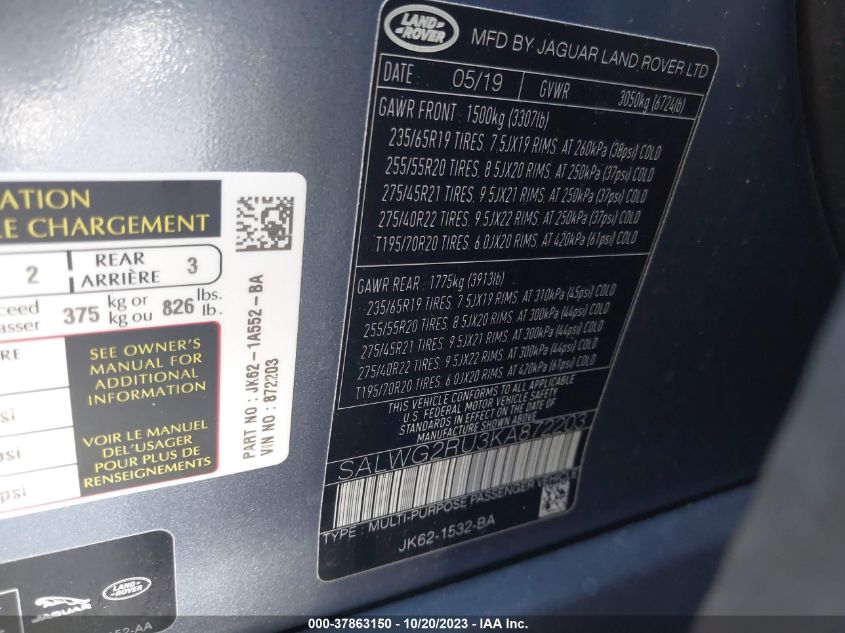 ATION
LE CHARGEMENT
2 REAR ARRIÈRE 3
375 kg or kg ou 826 lbs. lb.
SEE OWNER'S
MANUAL FOR
ADDITIONAL
INFORMATION
VOIR LE MANUEL
DE L'USAGER
POUR PLUS DE
RENSEIGNEMENTS
psi
psi
psi
PART NO : JK62-1A552-BA
VIN NO : 872203
JAGUAR
LAND
ROVER
1532-AA
LAND
ROVER
MFD BY JAGUAR LAND ROVER LTD
DATE 05/19 GVWR 3050kg (6724lb)
GAWR FRONT : 1500kg (3307lb)
235/65R19 TIRES, 7.5JX19 RIMS, AT 260kPa (38psi) COLD
255/55R20 TIRES, 8.5JX20 RIMS, AT 250kPa (37psi) COLD
275/45R21 TIRES, 9.5JX21 RIMS, AT 250kPa (37psi) COLD
275/40R22 TIRES, 9.5JX22 RIMS, AT 250kPa (37psi) COLD
T195/70R20 TIRES, 6.0JX20 RIMS, AT 420kPa (61psi) COLD
GAWR REAR : 1775kg (3913lb)
235/65R19 TIRES, 7.5JX19 RIMS, AT 310kPa (45psi) COLD
255/55R20 TIRES, 8.5JX20 RIMS, AT 300kPa (44psi) COLD
275/45R21 TIRES, 9.5JX21 RIMS, AT 300kPa (44psi) COLD
275/40R22 TIRES, 9.5JX22 RIMS, AT 300kPa (44psi) COLD
T195/70R20 TIRES, 6.0JX20 RIMS, AT 420kPa (61psi) COLD
THIS VEHICLE CONFORMS TO ALL APPLICABLE
U.S. FEDERAL MOTOR VEHICLE SAFETY
STANDARDS IN EFFECT ON THE DATE OF
MANUFACTURE SHOWN ABOVE
SALWG2RU3KA872203
TYPE : MULTI-PURPOSE PASSENGER VEHICLE
JK62-1532-BA
000-37863150 - 10/20/2023 - IAA Inc.